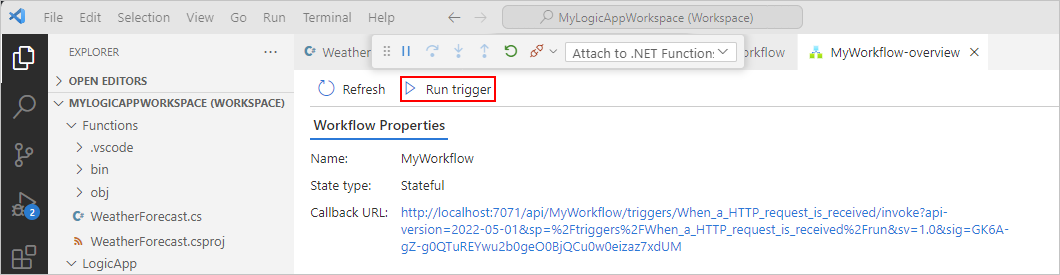 File Edit Selection View Go Run Terminal Help MyLogicAppWorkspace (Workspace)
EXPLORER
Weather
Attach to .NET Functions
MyWorkflow-overview
OPEN EDITORS
Refresh Run trigger
MYLOGICAPPWORKSPACE (WORKSPACE)
Functions
Workflow Properties
.vscode
Name: MyWorkflow
bin
State type: Stateful
obj
Callback URL: http://localhost:7071/api/MyWorkflow/triggers/When_a_HTTP_request_is_received/invoke?api-
version=2022-05-01&sp=%2Ftriggers%2FWhen_a_HTTP_request_is_received%2Frun&sv=1.0&sig=GK6A-
gZ-g0QTuREYwu2b0geO0BjQCu0w0eizaz7xdUM
2
WeatherForecast.cs
WeatherForecast.csproj
LogicApp